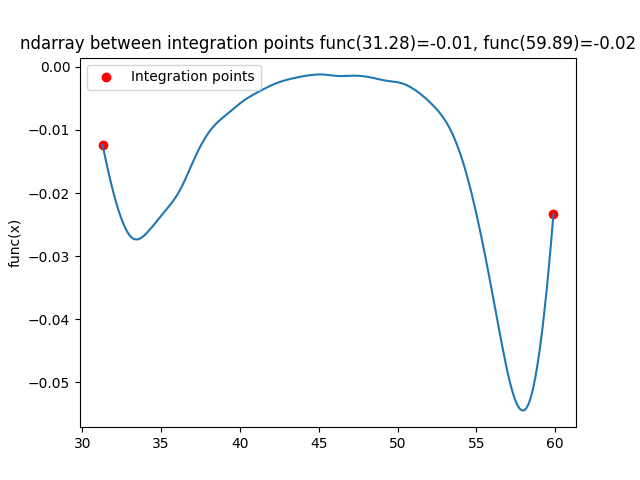 ndarray between integration points func(31.28)=-0.01, func(59.89)=-0.02
Integration points
func(x)
0.00
−0.01
−0.02
−0.03
−0.04
−0.05
30 35 40 45 50 55 60